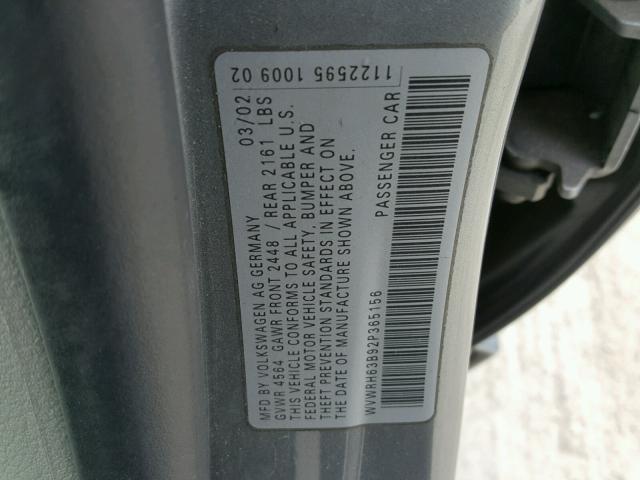 MFD BY VOLKSWAGEN AG GERMANY 03/02
GVWR 4564 GAWR FRONT 2448 / REAR 2161 LBS
THIS VEHICLE CONFORMS TO ALL APPLICABLE U.S.
FEDERAL MOTOR VEHICLE SAFETY, BUMPER AND
THEFT PREVENTION STANDARDS IN EFFECT ON
THE DATE OF MANUFACTURE SHOWN ABOVE.
WVWRH63B92P365156 PASSENGER CAR
1122595 1009 02